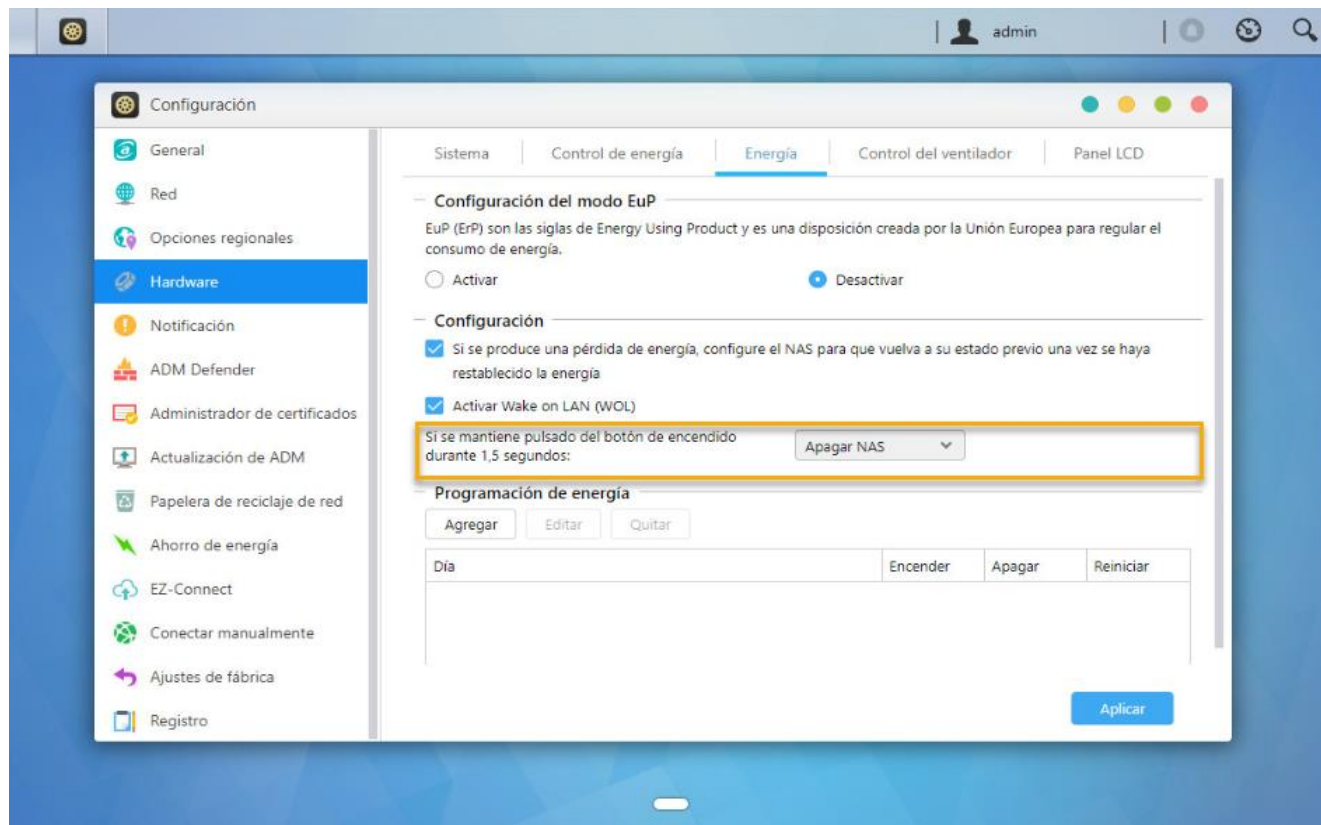 admin
Configuración
General
Red
Opciones regionales
Hardware
Notificación
ADM Defender
Administrador de certificados
Actualización de ADM
Papelera de reciclaje de red
Ahorro de energía
EZ-Connect
Conectar manualmente
Ajustes de fábrica
Registro
Sistema
Control de energía
Energía
Control del ventilador
Panel LCD
Configuración del modo EuP
EuP (ErP) son las siglas de Energy Using Product y es una disposición creada por la Unión Europea para regular el
consumo de energía.
Activar
Desactivar
Configuración
Si se produce una pérdida de energía, configure el NAS para que vuelva a su estado previo una vez se haya
restablecido la energía
Activar Wake on LAN (WOL)
Si se mantiene pulsado del botón de encendido
durante 1,5 segundos:
Apagar NAS
Programación de energía
Agregar
Editar
Quitar
Día
Encender
Apagar
Reiniciar
Aplicar